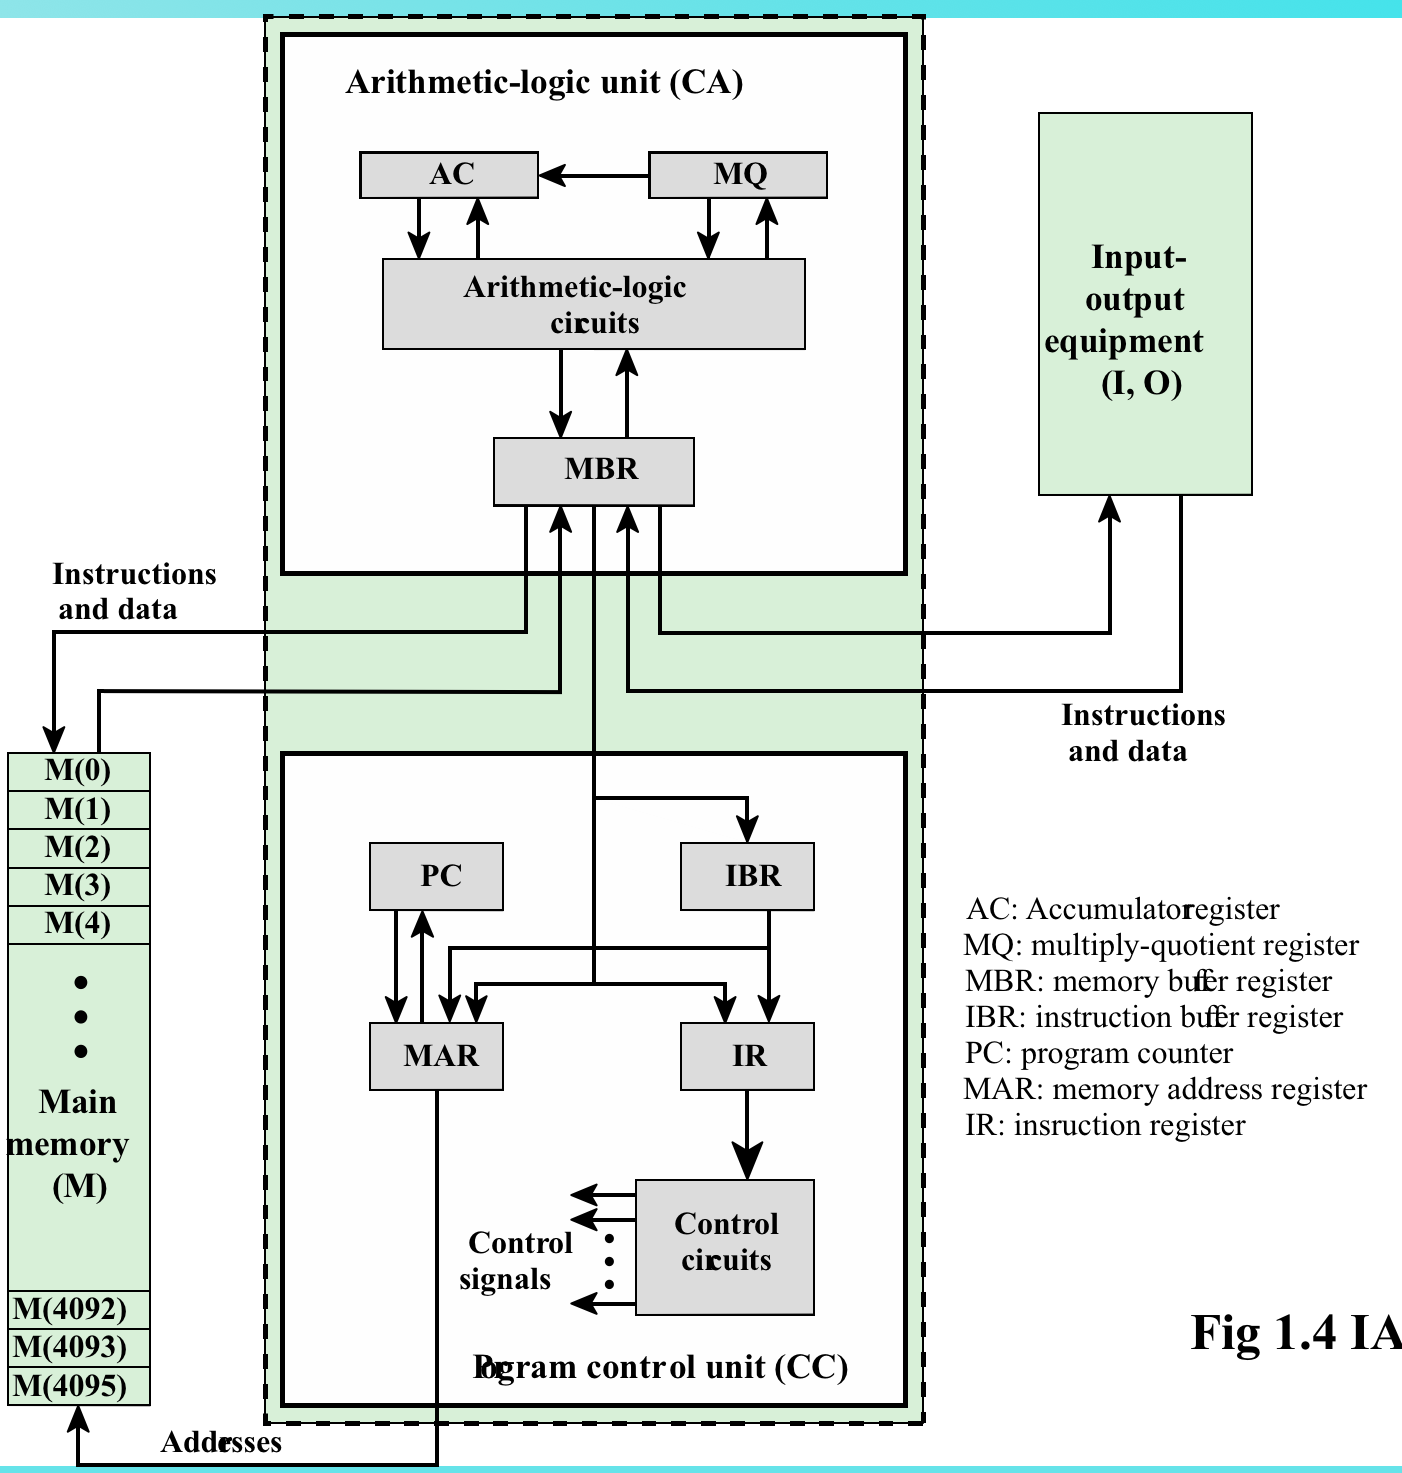 Arithmetic-logic unit (CA)
AC
MQ
Arithmetic-logic
circuits
MBR
Input-
output
equipment
(I, O)
Instructions
and data
Instructions
and data
M(0)
M(1)
M(2)
M(3)
M(4)
Main
memory
(M)
M(4092)
M(4093)
M(4095)
PC
IBR
MAR
IR
Control
circuits
Control
signals
Program control unit (CC)
Addresses
AC: Accumulator register
MQ: multiply-quotient register
MBR: memory buffer register
IBR: instruction buffer register
PC: program counter
MAR: memory address register
IR: insruction register
Fig 1.4 IA